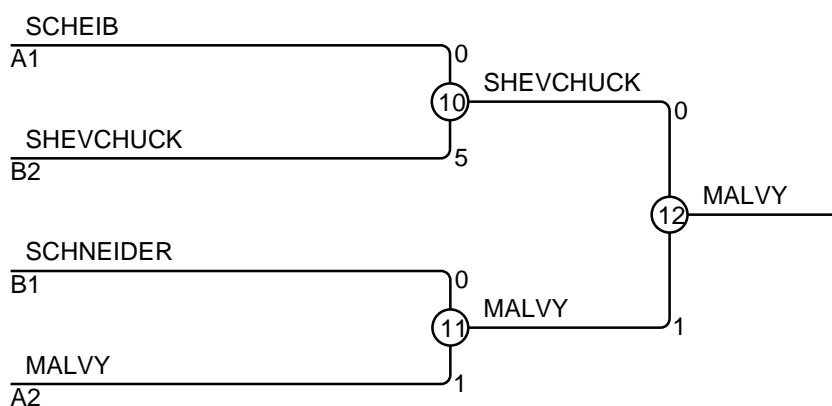 SCHEIB
A1
0
10
SHEVCHUCK
0
SHEVCHUCK
B2
5
12
MALVY
SCHNEIDER
B1
0
11
MALVY
1
MALVY
A2
1